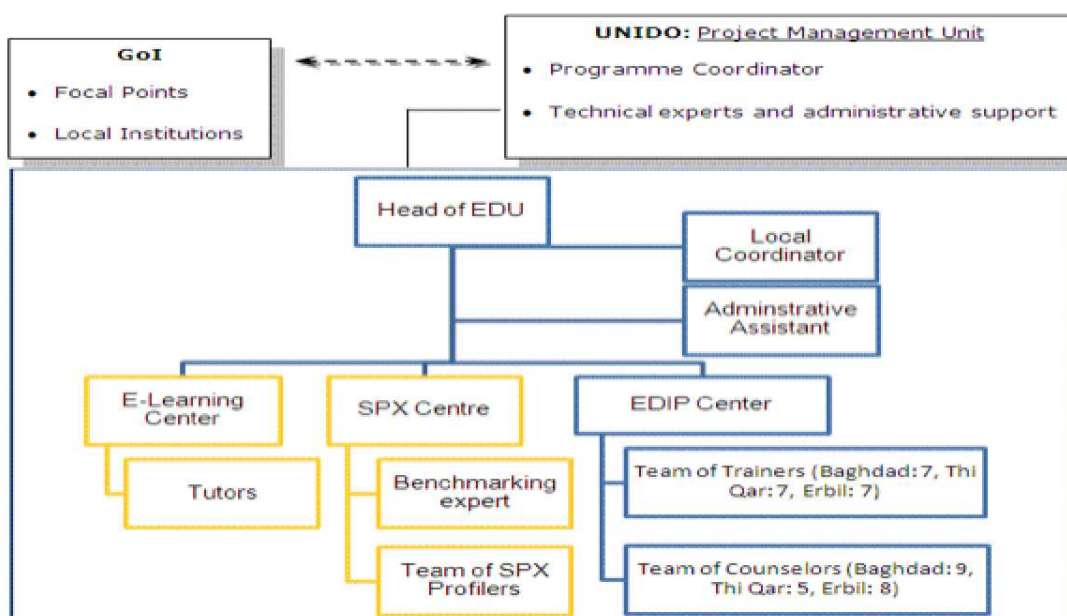 GoI
• Focal Points
• Local Institutions
UNIDO: Project Management Unit
• Programme Coordinator
• Technical experts and administrative support
Head of EDU
Local
Coordinator
Adminstrative
Assistant
E-Learning
Center
Tutors
SPX Centre
Benchmarking
expert
Team of SPX
Profilers
EDIP Center
Team of Trainers (Baghdad: 7, Thi
Qar: 7, Erbil: 7)
Team of Counselors (Baghdad: 9,
Thi Qar: 5, Erbil: 8)